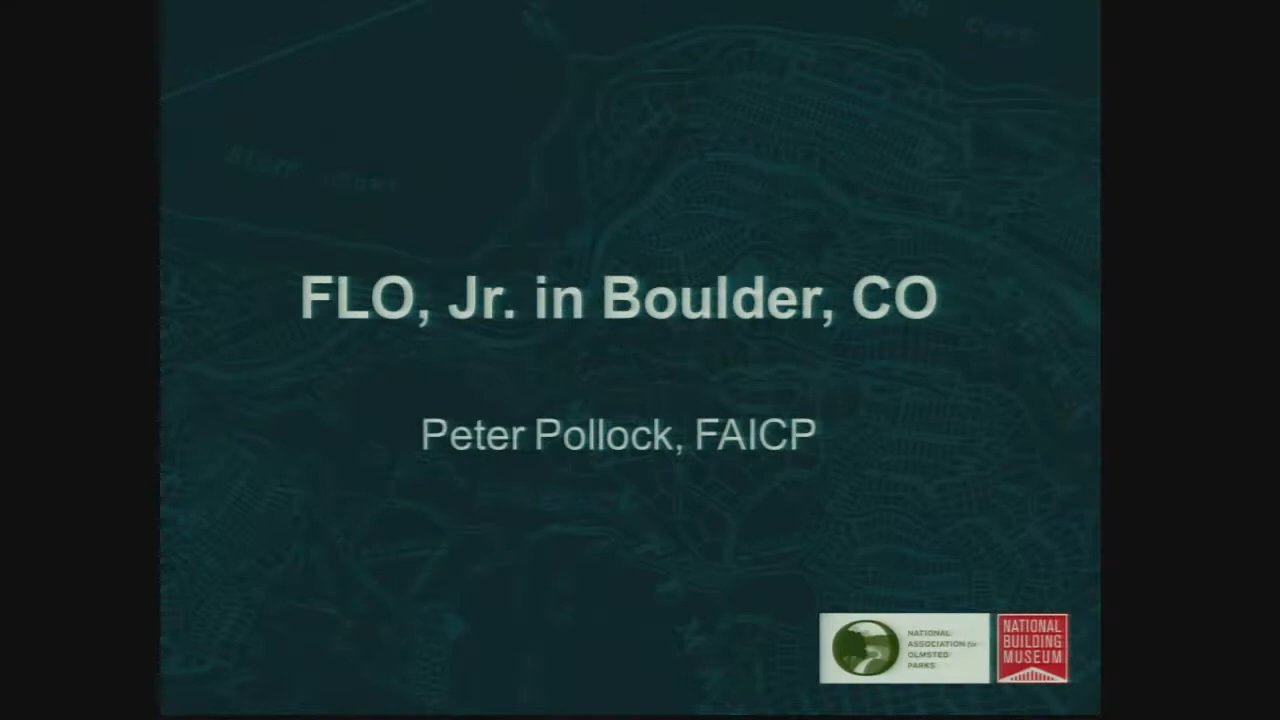 FLO, Jr. in Boulder, CO
Peter Pollock, FAICP
NATIONAL
ASSOCIATION for
OLMSTED
PARKS
NATIONAL
BUILDING
MUSEUM